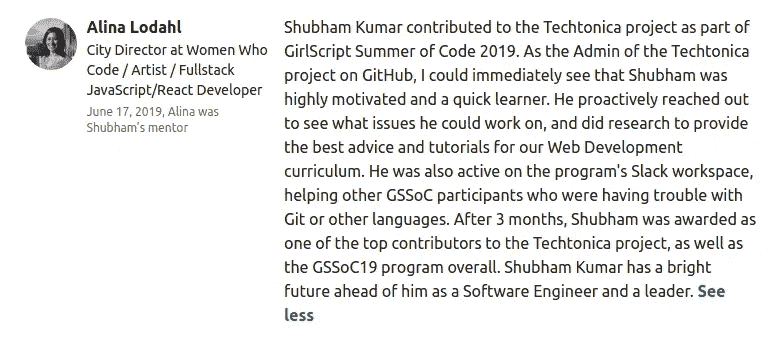 Alina Lodahl
City Director at Women Who
Code / Artist / Fullstack
JavaScript/React Developer
June 17, 2019, Alina was
Shubham's mentor
Shubham Kumar contributed to the Techtonica project as part of
GirlScript Summer of Code 2019. As the Admin of the Techtonica
project on GitHub, I could immediately see that Shubham was
highly motivated and a quick learner. He proactively reached out
to see what issues he could work on, and did research to provide
the best advice and tutorials for our Web Development
curriculum. He was also active on the program's Slack workspace,
helping other GSSoC participants who were having trouble with
Git or other languages. After 3 months, Shubham was awarded as
one of the top contributors to the Techtonica project, as well as
the GSSoC19 program overall. Shubham Kumar has a bright
future ahead of him as a Software Engineer and a leader. See
less